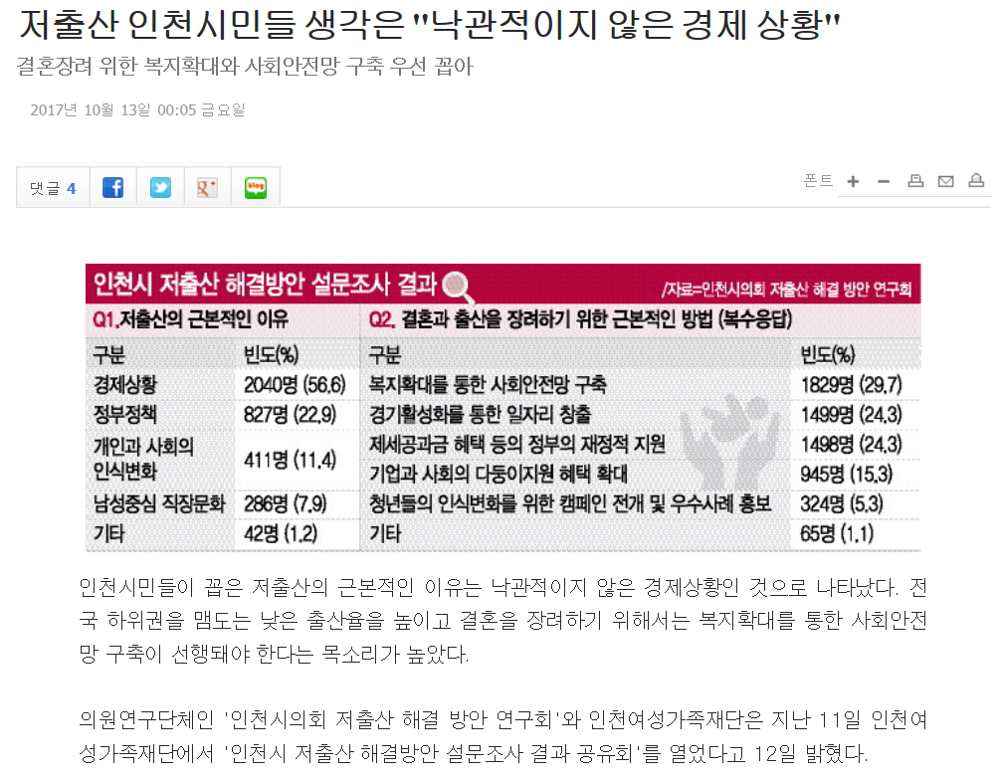 저출산 인천시민들 생각은 "낙관적이지 않은 경제 상황"
결혼장려 위한 복지확대와 사회안전망 구축 우선 꼽아
2017년 10월 13일 00:05 금요일
댓글 4
폰트
인천시 저출산 해결방안 설문조사 결과
/자료=인천시의회 저출산 해결 방안 연구회
Q1.저출산의 근본적인 이유
Q2. 결혼과 출산을 장려하기 위한 근본적인 방법 (복수응답)
구분 빈도(%) 구분 빈도(%)
경제상황 2040명 (56.6) 복지확대를 통한 사회안전망 구축 1829명 (29.7)
정부정책 827명 (22.9) 경기활성화를 통한 일자리 창출 1499명 (24.3)
개인과 사회의
인식변화 411명 (11.4)
제세공과금 혜택 등의 정부의 재정적 지원 1498명 (24.3)
기업과 사회의 다둥이지원 혜택 확대 945명 (15.3)
남성중심 직장문화 286명 (7.9) 청년들의 인식변화를 위한 캠페인 전개 및 우수사례 홍보 324명 (5.3)
기타 42명 (1.2) 기타 65명 (1.1)
인천시민들이 꼽은 저출산의 근본적인 이유는 낙관적이지 않은 경제상황인 것으로 나타났다. 전
국 하위권을 맴도는 낮은 출산율을 높이고 결혼을 장려하기 위해서는 복지확대를 통한 사회안전
망 구축이 선행돼야 한다는 목소리가 높았다.
의원연구단체인 '인천시의회 저출산 해결 방안 연구회'와 인천여성가족재단은 지난 11일 인천여
성가족재단에서 '인천시 저출산 해결방안 설문조사 결과 공유회'를 열었다고 12일 밝혔다.